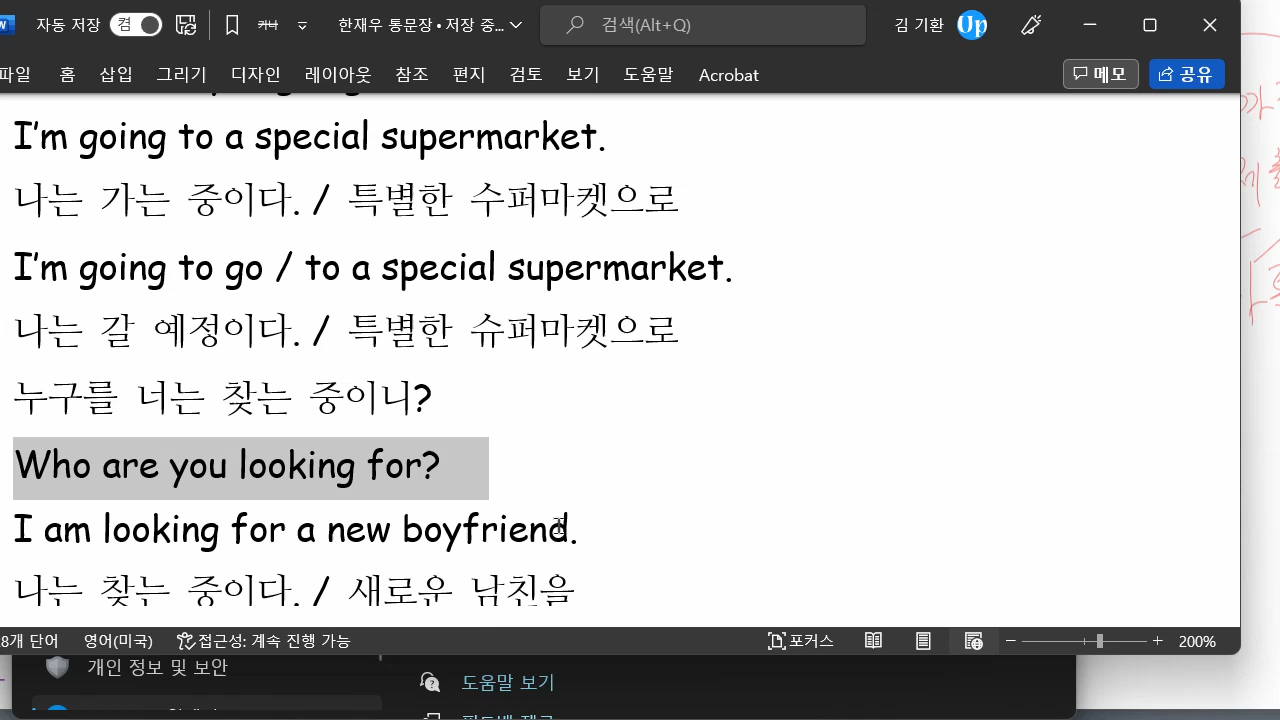 자동 저장 켬 한재우 통문장 • 저장 중... 검색(Alt+Q) 김 기환 Up
파일 홈 삽입 그리기 디자인 레이아웃 참조 편지 검토 보기 도움말 Acrobat 메모 공유
I'm going to a special supermarket.
나는 가는 중이다. / 특별한 수퍼마켓으로
I'm going to go / to a special supermarket.
나는 갈 예정이다. / 특별한 슈퍼마켓으로
누구를 너는 찾는 중이니?
Who are you looking for?
I am looking for a new boyfriend.
나는 찾는 중이다. / 새로운 남친을
8개 단어 영어(미국) 접근성: 계속 진행 가능 포커스 200%
개인 정보 및 보안
도움말 보기